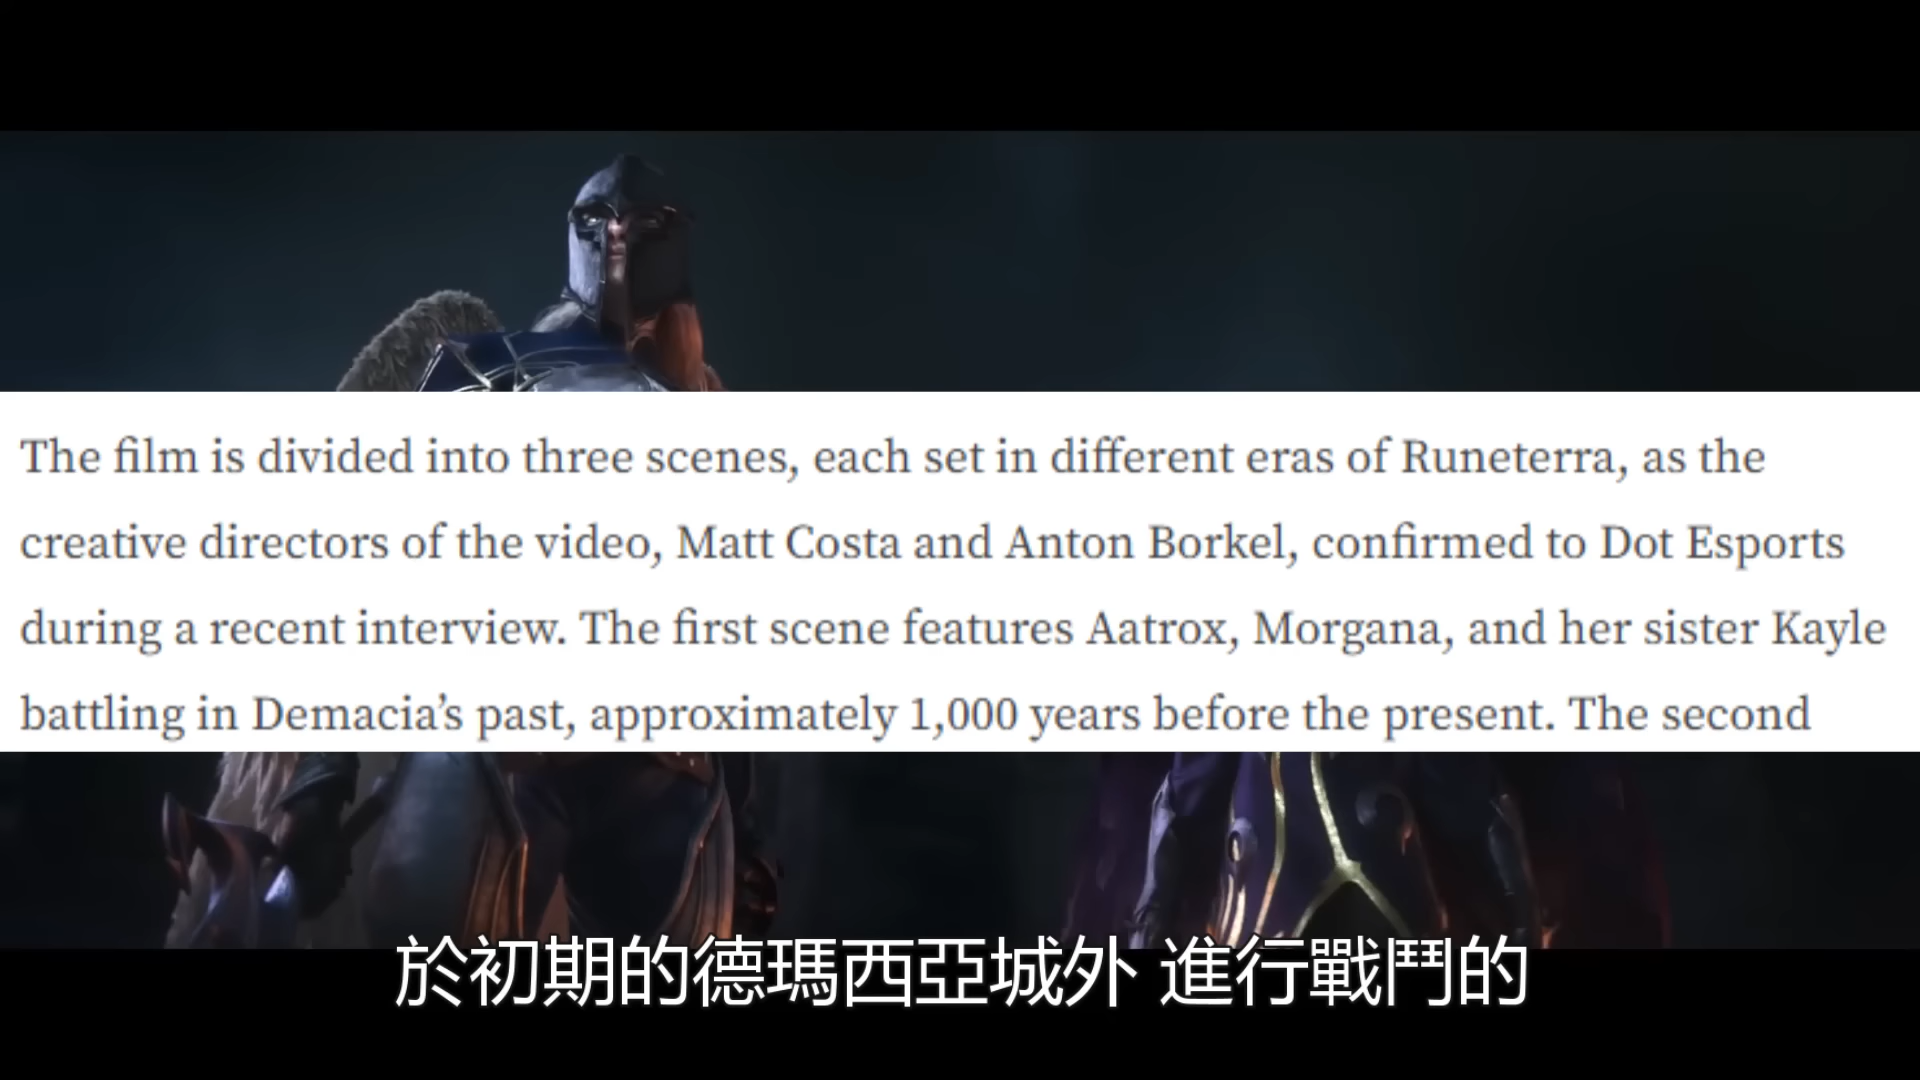 The film is divided into three scenes, each set in different eras of Runeterra, as the
creative directors of the video, Matt Costa and Anton Borkel, confirmed to Dot Esports
during a recent interview. The first scene features Aatrox, Morgana, and her sister Kayle
battling in Demacia’s past, approximately 1,000 years before the present. The second
於初期的德瑪西亞城外 進行戰鬥的